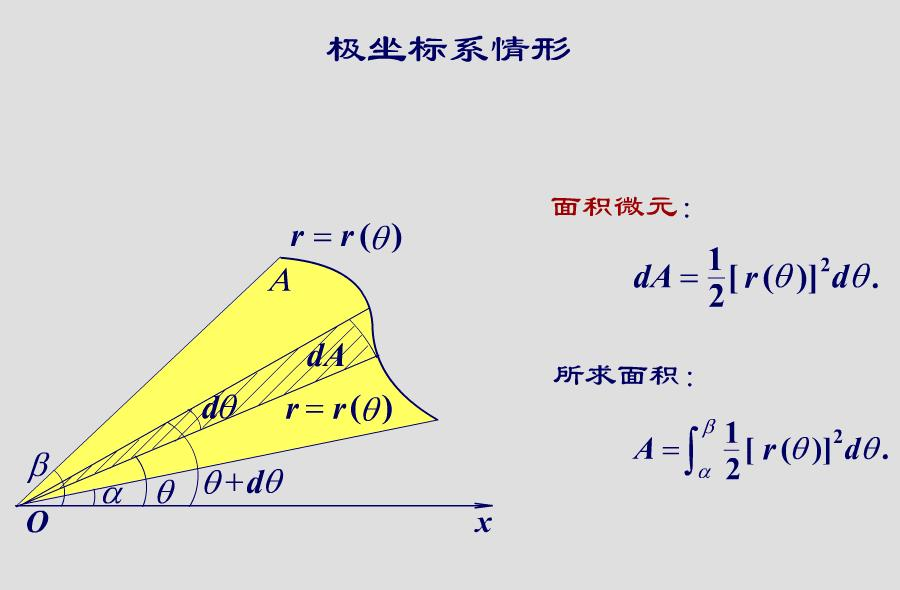 极坐标系情形
面积微元:
r = r(θ)
dA = 1/2 [r(θ)]² dθ.
A
dA
所求面积:
dθ
r = r(θ)
A = ∫_α^β 1/2 [r(θ)]² dθ.
β
α
θ
θ+dθ
O
x